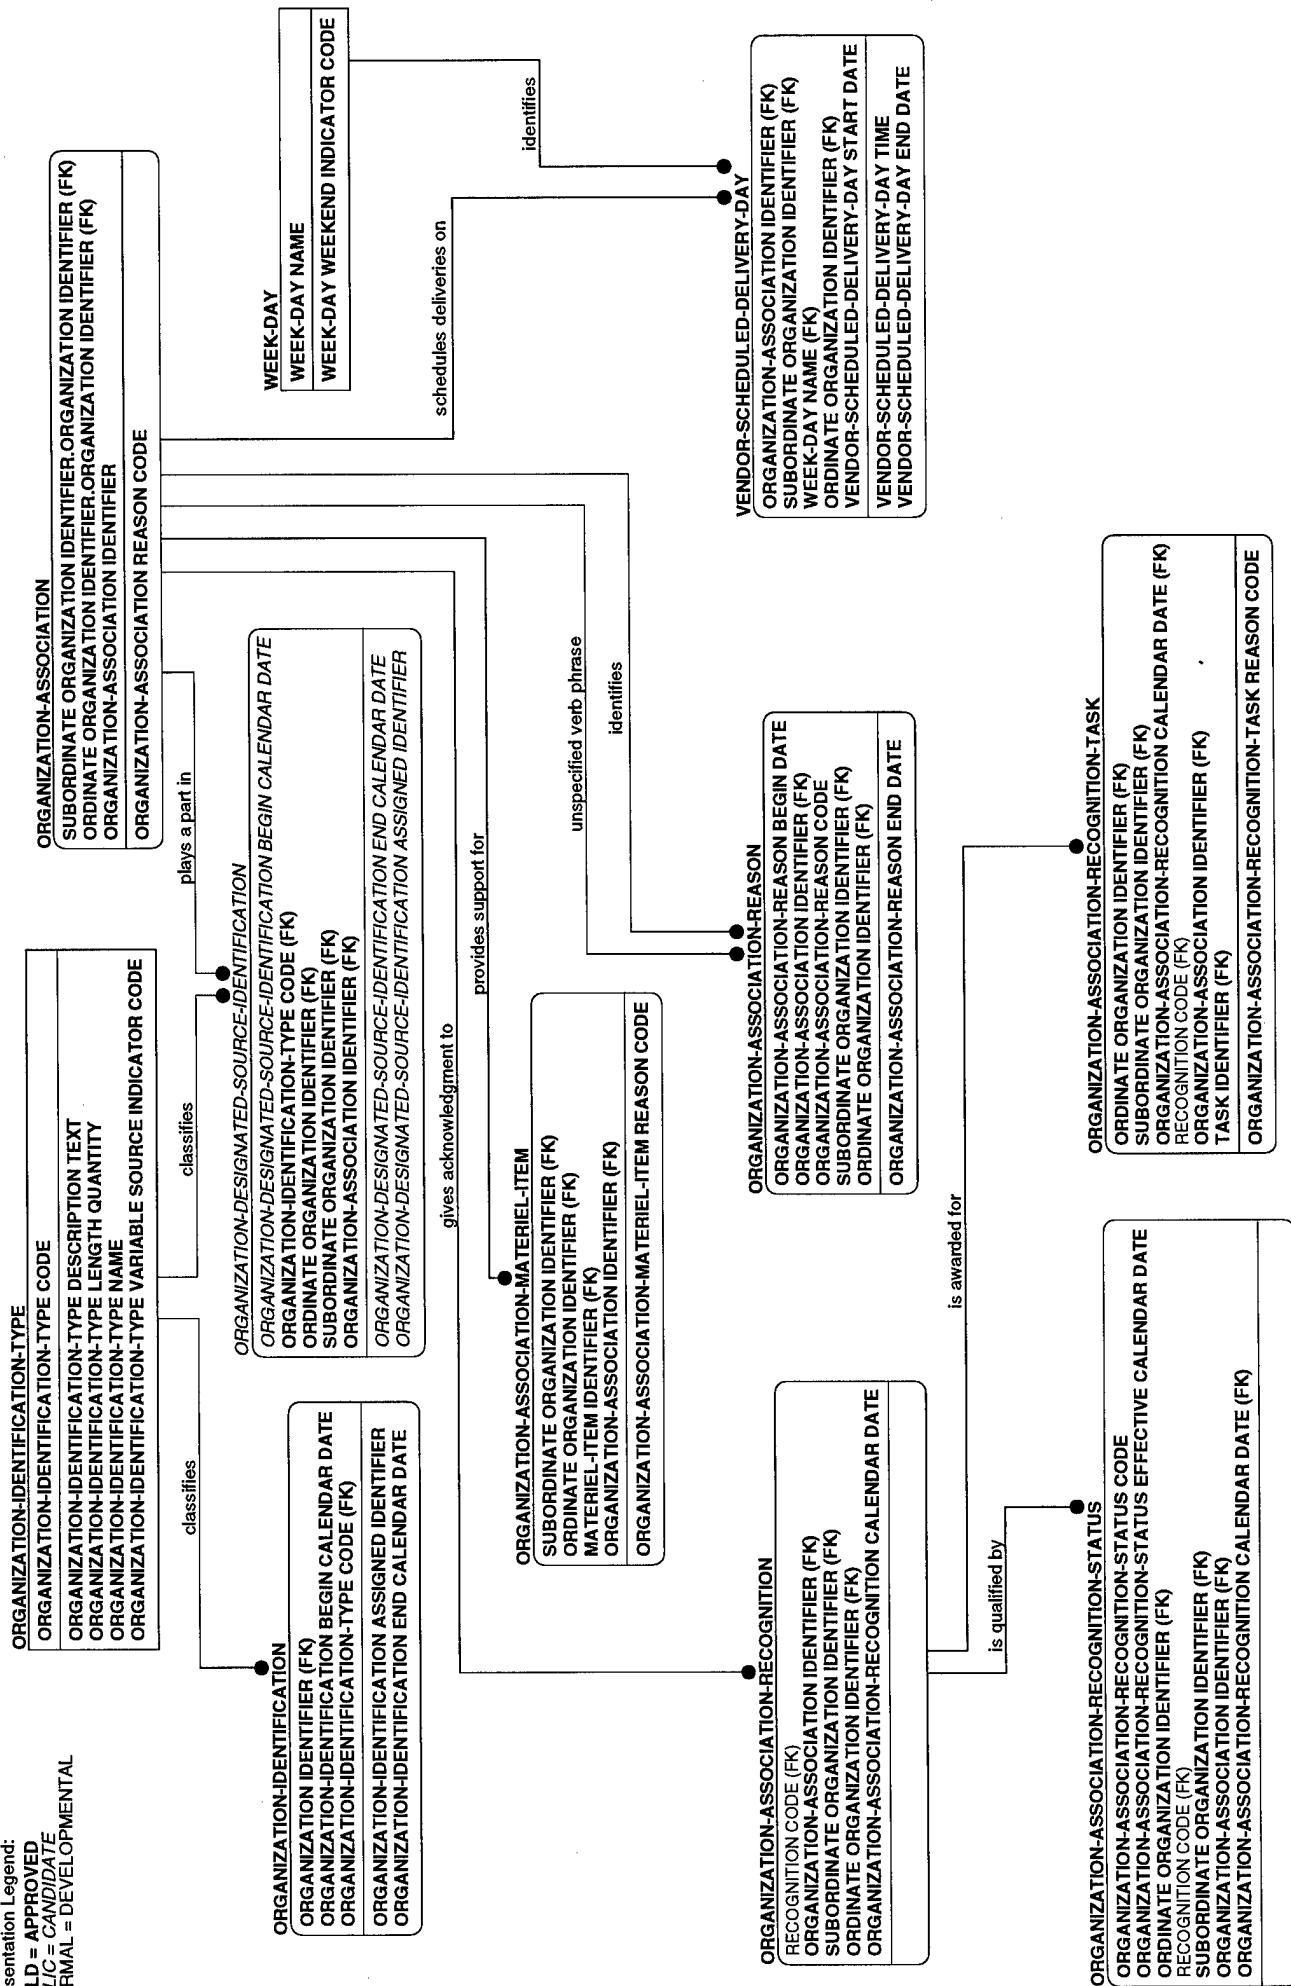 sentation Legend:
LD = APPROVED
LIC = CANDIDATE
RMAL = DEVELOPMENTAL
ORGANIZATION-IDENTIFICATION-TYPE
ORGANIZATION-IDENTIFICATION-TYPE CODE
ORGANIZATION-IDENTIFICATION-TYPE DESCRIPTION TEXT
ORGANIZATION-IDENTIFICATION-TYPE LENGTH QUANTITY
ORGANIZATION-IDENTIFICATION-TYPE NAME
ORGANIZATION-IDENTIFICATION-TYPE VARIABLE SOURCE INDICATOR CODE
classifies
classifies
ORGANIZATION-ASSOCIATION
SUBORDINATE ORGANIZATION IDENTIFIER.ORGANIZATION IDENTIFIER (FK)
ORDINATE ORGANIZATION IDENTIFIER.ORGANIZATION IDENTIFIER (FK)
ORGANIZATION-ASSOCIATION IDENTIFIER
ORGANIZATION-ASSOCIATION REASON CODE
plays a part in
WEEK-DAY
WEEK-DAY NAME
WEEK-DAY WEEKEND INDICATOR CODE
identifies
schedules deliveries on
ORGANIZATION-IDENTIFICATION
ORGANIZATION IDENTIFIER (FK)
ORGANIZATION-IDENTIFICATION BEGIN CALENDAR DATE
ORGANIZATION-IDENTIFICATION-TYPE CODE (FK)
ORGANIZATION-IDENTIFICATION ASSIGNED IDENTIFIER
ORGANIZATION-IDENTIFICATION END CALENDAR DATE
ORGANIZATION-DESIGNATED-SOURCE-IDENTIFICATION
ORGANIZATION-DESIGNATED-SOURCE-IDENTIFICATION BEGIN CALENDAR DATE
ORGANIZATION-IDENTIFICATION-TYPE CODE (FK)
ORDINATE ORGANIZATION IDENTIFIER (FK)
SUBORDINATE ORGANIZATION IDENTIFIER (FK)
ORGANIZATION-ASSOCIATION IDENTIFIER (FK)
ORGANIZATION-DESIGNATED-SOURCE-IDENTIFICATION END CALENDAR DATE
ORGANIZATION-DESIGNATED-SOURCE-IDENTIFICATION ASSIGNED IDENTIFIER
gives acknowledgment to
provides support for
unspecified verb phrase
identifies
ORGANIZATION-ASSOCIATION-MATERIEL-ITEM
SUBORDINATE ORGANIZATION IDENTIFIER (FK)
ORDINATE ORGANIZATION IDENTIFIER (FK)
MATERIEL-ITEM IDENTIFIER (FK)
ORGANIZATION-ASSOCIATION IDENTIFIER (FK)
ORGANIZATION-ASSOCIATION-MATERIEL-ITEM REASON CODE
VENDOR-SCHEDULED-DELIVERY-DAY
ORGANIZATION-ASSOCIATION IDENTIFIER (FK)
SUBORDINATE ORGANIZATION IDENTIFIER (FK)
WEEK-DAY NAME (FK)
ORDINATE ORGANIZATION IDENTIFIER (FK)
VENDOR-SCHEDULED-DELIVERY-DAY START DATE
VENDOR-SCHEDULED-DELIVERY-DAY TIME
VENDOR-SCHEDULED-DELIVERY-DAY END DATE
ORGANIZATION-ASSOCIATION-REASON
ORGANIZATION-ASSOCIATION-REASON BEGIN DATE
ORGANIZATION-ASSOCIATION IDENTIFIER (FK)
ORGANIZATION-ASSOCIATION-REASON CODE
SUBORDINATE ORGANIZATION IDENTIFIER (FK)
ORDINATE ORGANIZATION IDENTIFIER (FK)
ORGANIZATION-ASSOCIATION-REASON END DATE
ORGANIZATION-ASSOCIATION-RECOGNITION
RECOGNITION CODE (FK)
ORGANIZATION-ASSOCIATION IDENTIFIER (FK)
SUBORDINATE ORGANIZATION IDENTIFIER (FK)
ORDINATE ORGANIZATION IDENTIFIER (FK)
ORGANIZATION-ASSOCIATION-RECOGNITION CALENDAR DATE
is awarded for
is qualified by
ORGANIZATION-ASSOCIATION-RECOGNITION-STATUS
ORGANIZATION-ASSOCIATION-RECOGNITION-STATUS CODE
ORGANIZATION-ASSOCIATION-RECOGNITION-STATUS EFFECTIVE CALENDAR DATE
ORDINATE ORGANIZATION IDENTIFIER (FK)
RECOGNITION CODE (FK)
SUBORDINATE ORGANIZATION IDENTIFIER (FK)
ORGANIZATION-ASSOCIATION IDENTIFIER (FK)
ORGANIZATION-ASSOCIATION-RECOGNITION CALENDAR DATE (FK)
ORGANIZATION-ASSOCIATION-RECOGNITION-TASK
ORDINATE ORGANIZATION IDENTIFIER (FK)
SUBORDINATE ORGANIZATION IDENTIFIER (FK)
ORGANIZATION-ASSOCIATION-RECOGNITION CALENDAR DATE (FK)
RECOGNITION CODE (FK)
ORGANIZATION-ASSOCIATION IDENTIFIER (FK)
TASK IDENTIFIER (FK)
ORGANIZATION-ASSOCIATION-RECOGNITION-TASK REASON CODE